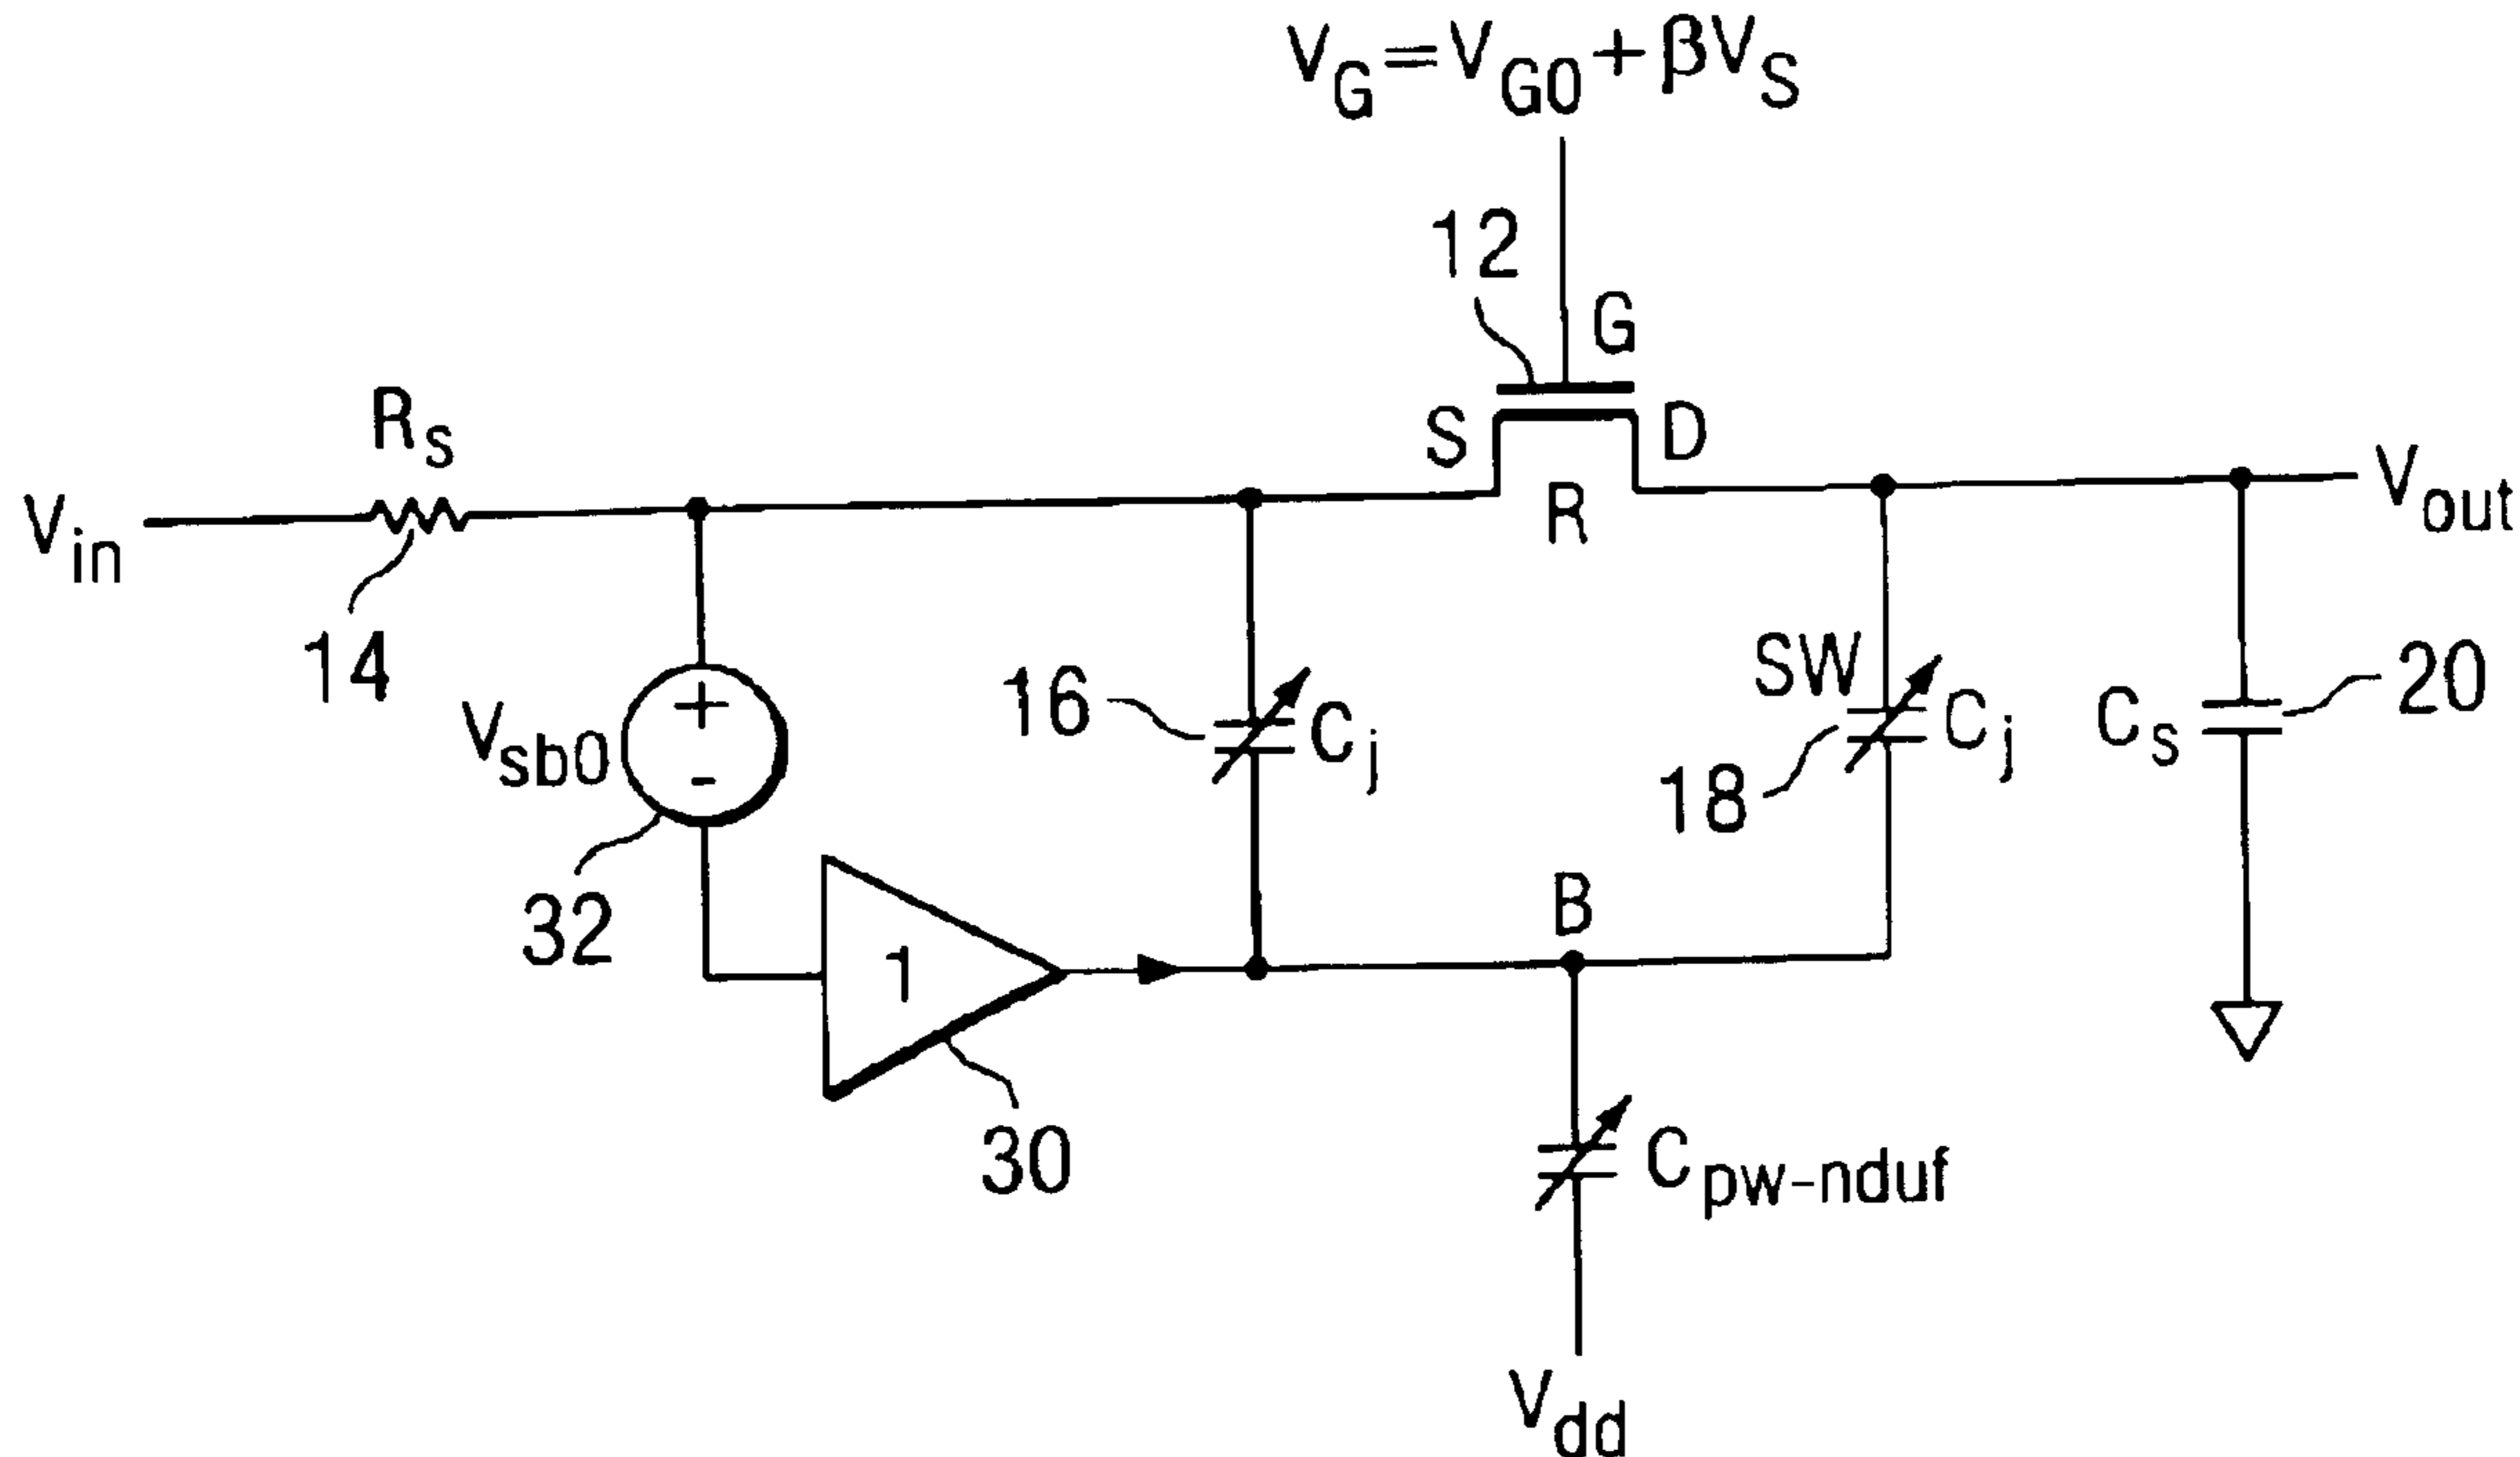 V_G=V_G0+βV_S
12
G
S
D
R
R_s
V_in
V_out
14
V_sb0
+
-
16
C_j
SW
C_j
18
C_s
20
32
1
B
30
C_pw-nduf
V_dd